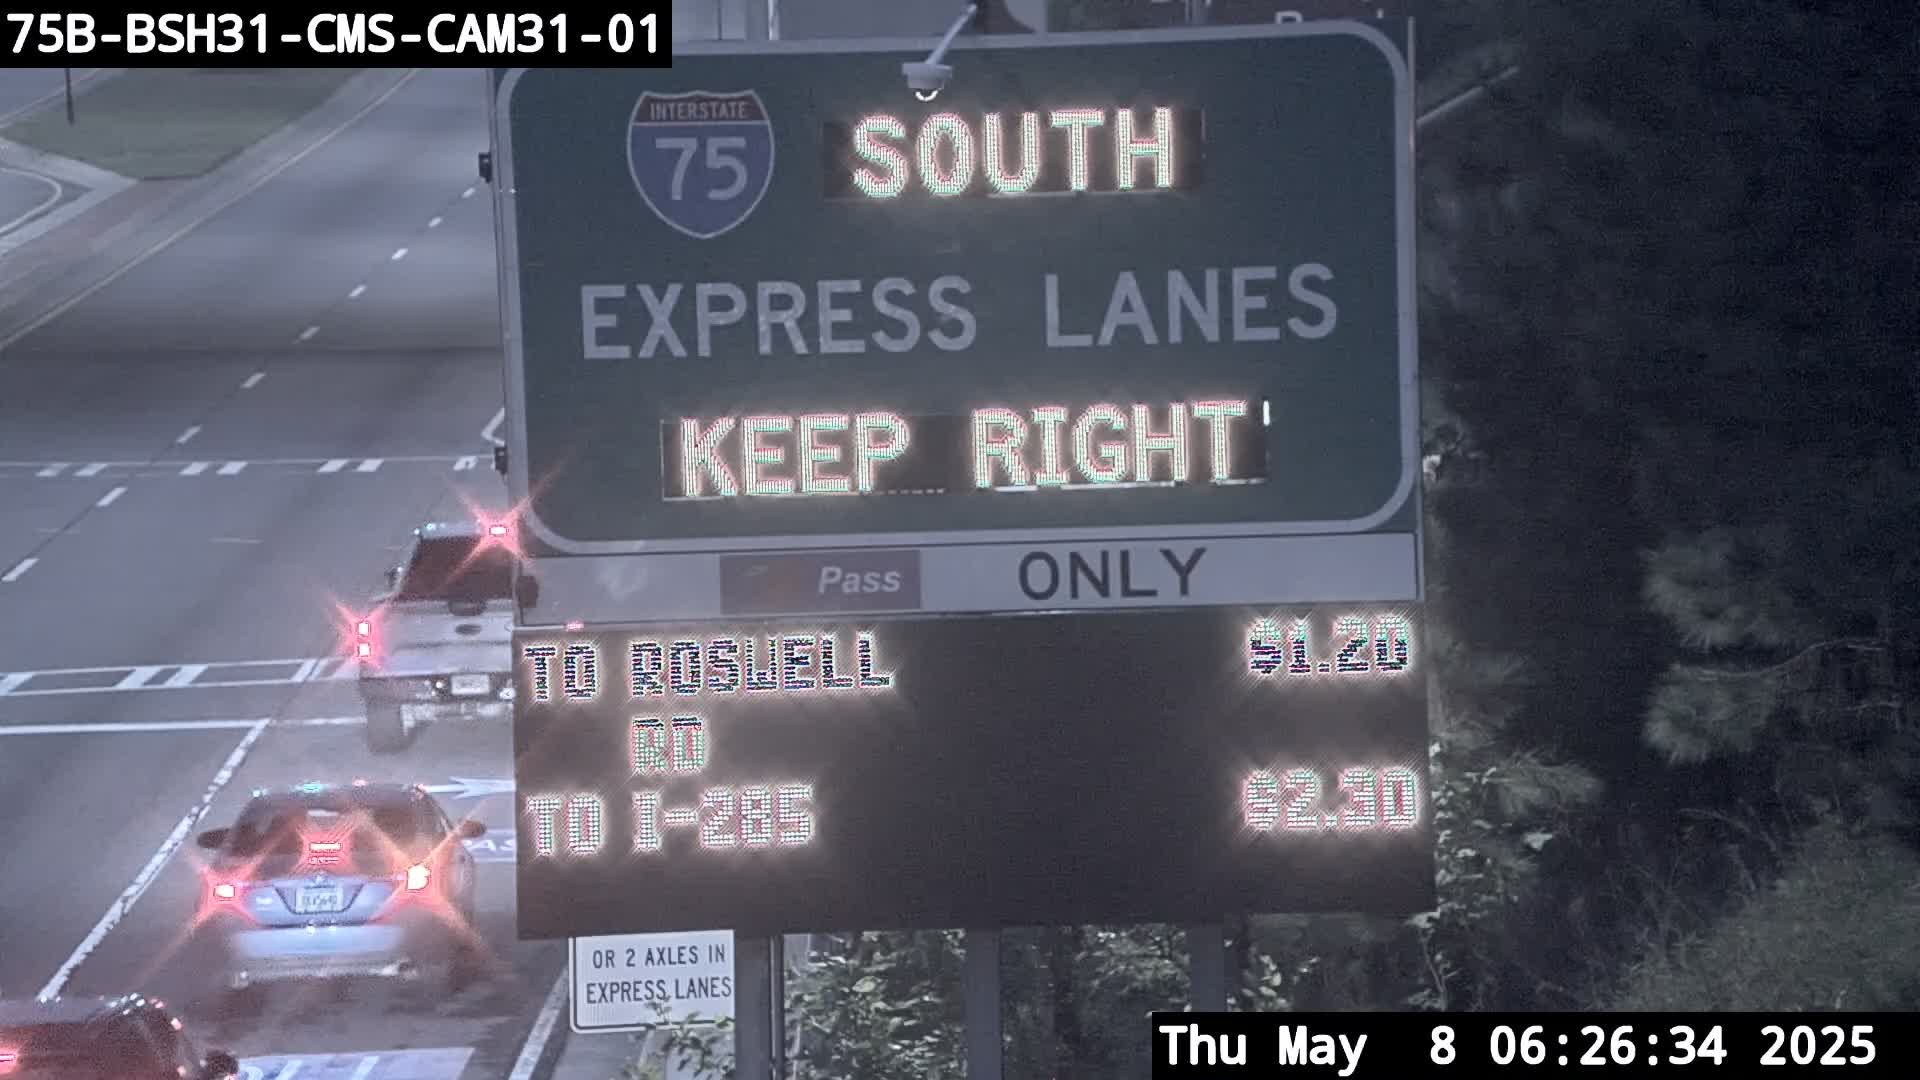 75B-BSH31-CMS-CAM31-01
INTERSTATE
75
SOUTH
EXPRESS LANES
KEEP RIGHT
Pass ONLY
TO ROSWELL $1.20
RD
TO I-285 $2.30
OR 2 AXLES IN
EXPRESS LANES
Thu May 8 06:26:34 2025